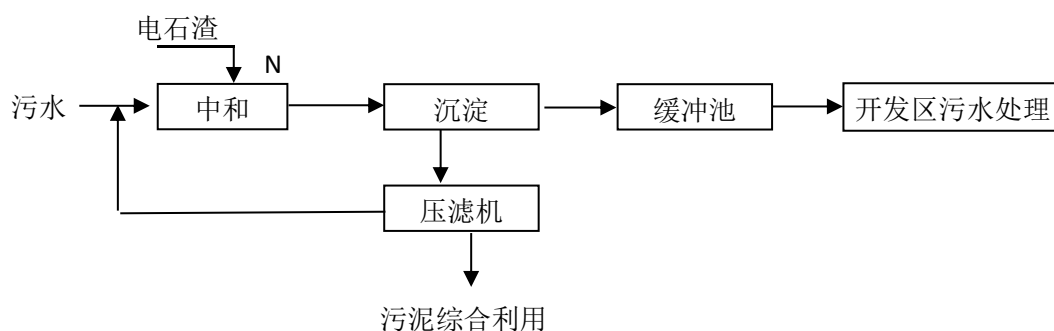 电石渣
N
污水
中和
沉淀
缓冲池
开发区污水处理
压滤机
污泥综合利用